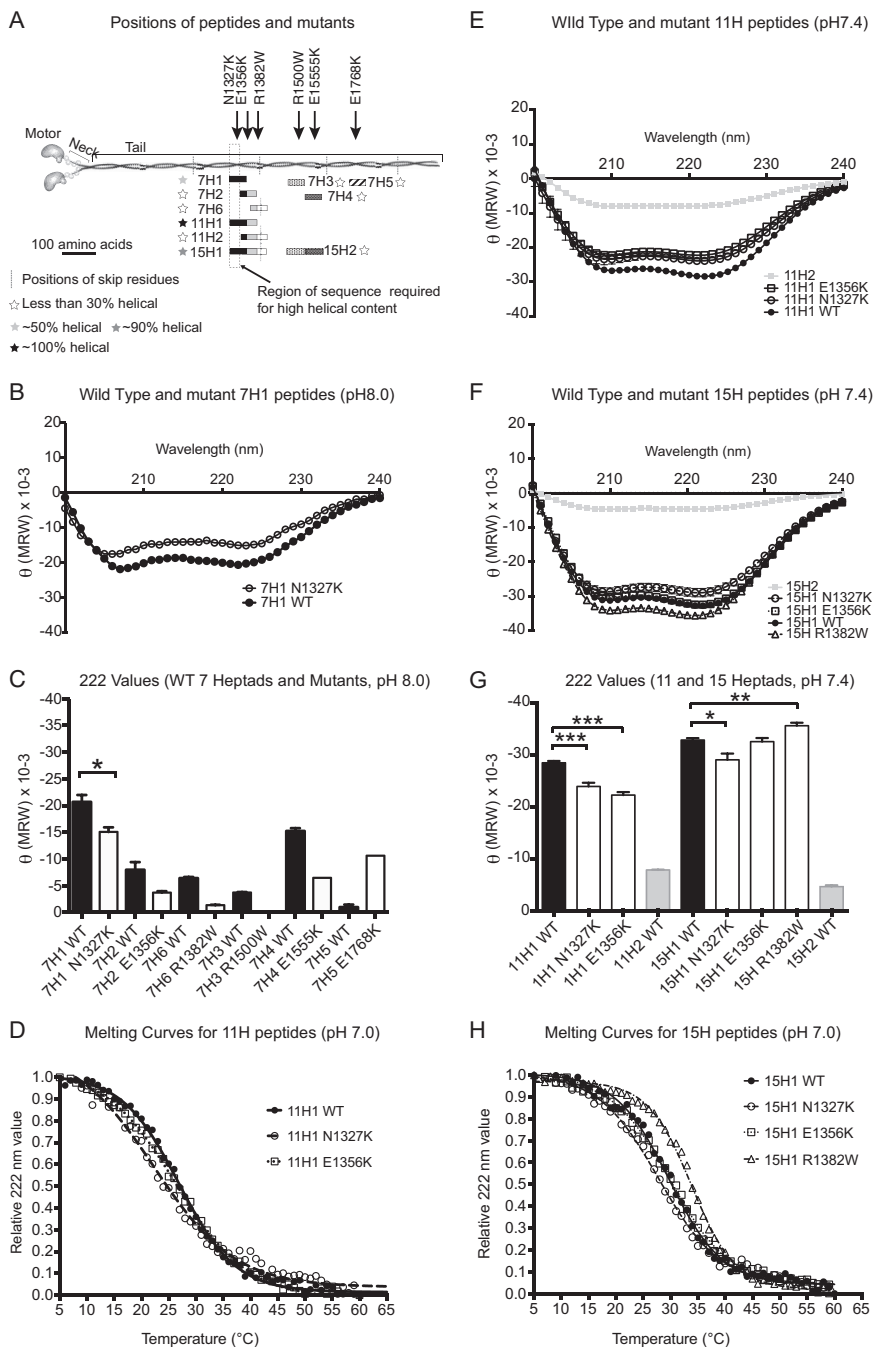 A
Positions of peptides and mutants
N1327K
E1356K
R1382W
R1500W
E15555K
E1768K
Motor
Neck
Tail
7H1
7H2
7H6
11H1
11H2
15H1
7H3
7H5
7H4
15H2
100 amino acids
Positions of skip residues
Less than 30% helical
~50% helical
~90% helical
~100% helical
Region of sequence required
for high helical content
B
Wild Type and mutant 7H1 peptides (pH8.0)
20
10
0
-10
-20
-30
-40
θ (MRW) x 10-3
Wavelength (nm)
210 220 230 240
7H1 N1327K
7H1 WT
C
222 Values (WT 7 Heptads and Mutants, pH 8.0)
-40
-35
-30
-25
-20
-15
-10
-5
0
θ (MRW) x 10-3
*
7H1 WT
7H1 N1327K
7H2 WT
7H2 E1356K
7H6 WT
7H6 R1382W
7H3 WT
7H3 R1500W
7H4 WT
7H4 E1555K
7H5 WT
7H5 E1768K
D
Melting Curves for 11H peptides (pH 7.0)
1.0
0.9
0.8
0.7
0.6
0.5
0.4
0.3
0.2
0.1
0.0
Relative 222 nm value
11H1 WT
11H1 N1327K
11H1 E1356K
5 10 15 20 25 30 35 40 45 50 55 60 65
Temperature (°C)
E
WIld Type and mutant 11H peptides (pH7.4)
20
10
0
-10
-20
-30
-40
θ (MRW) x 10-3
Wavelength (nm)
210 220 230 240
11H2
11H1 E1356K
11H1 N1327K
11H1 WT
F
Wild Type and mutant 15H peptides (pH 7.4)
20
10
0
-10
-20
-30
-40
θ (MRW) x 10-3
Wavelength (nm)
210 220 230 240
15H2
15H1 N1327K
15H1 E1356K
15H1 WT
15H R1382W
G
222 Values (11 and 15 Heptads, pH 7.4)
-40
-30
-20
-10
0
θ (MRW) x 10-3
***
***
**
*
11H1 WT
1H1 N1327K
1H1 E1356K
11H2 WT
15H1 WT
15H1 N1327K
15H1 E1356K
15H R1382W
15H2 WT
H
Melting Curves for 15H peptides (pH 7.0)
1.0
0.9
0.8
0.7
0.6
0.5
0.4
0.3
0.2
0.1
0.0
Relative 222 nm value
15H1 WT
15H1 N1327K
15H1 E1356K
15H1 R1382W
5 10 15 20 25 30 35 40 45 50 55 60 65
Temperature (°C)